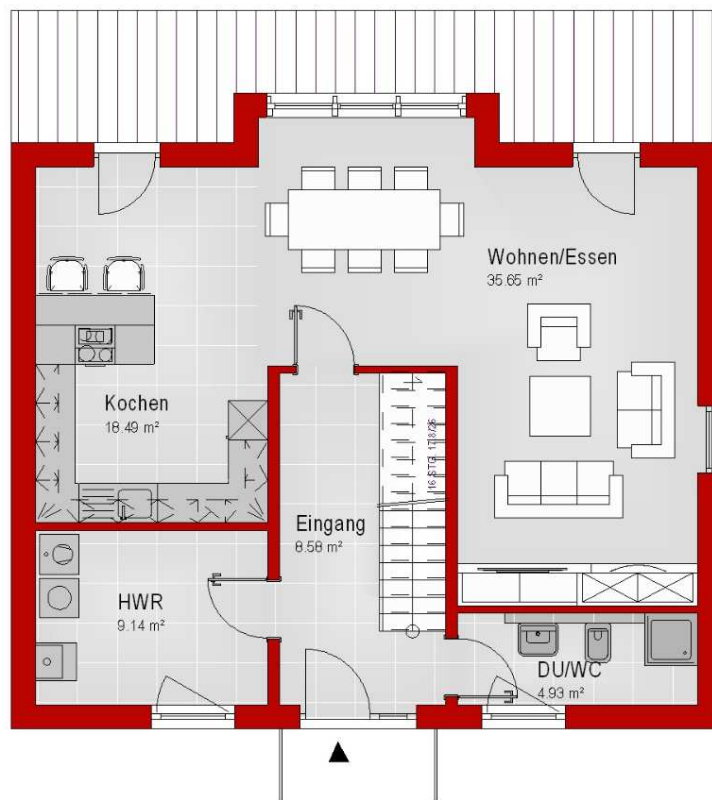 Wohnen/Essen
35.65 m²
Kochen
18.49 m²
16 STG. 17.8/26
Eingang
8.58 m²
HWR
9.14 m²
DU/WC
4.93 m²